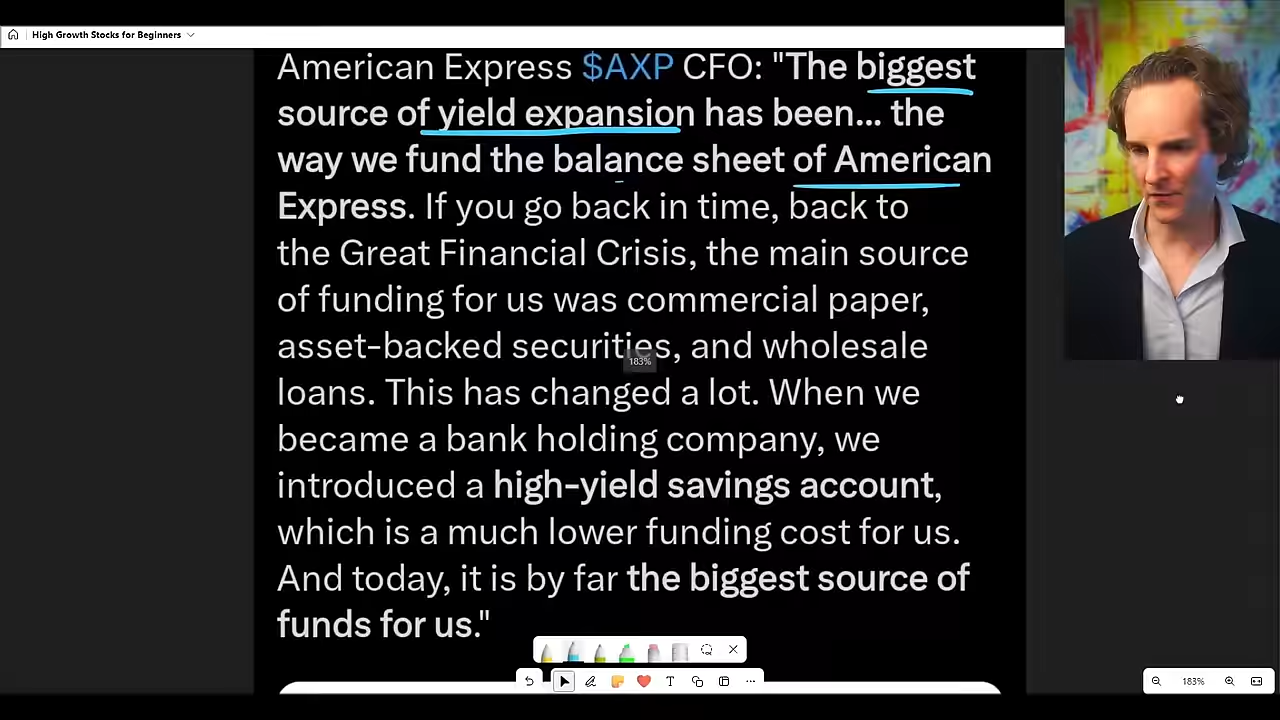 High Growth Stocks for Beginners
American Express $AXP CFO: "The biggest
source of yield expansion has been... the
way we fund the balance sheet of American
Express. If you go back in time, back to
the Great Financial Crisis, the main source
of funding for us was commercial paper,
asset-backed securities, and wholesale
183%
loans. This has changed a lot. When we
became a bank holding company, we
introduced a high-yield savings account,
which is a much lower funding cost for us.
And today, it is by far the biggest source of
funds for us."
T
183%